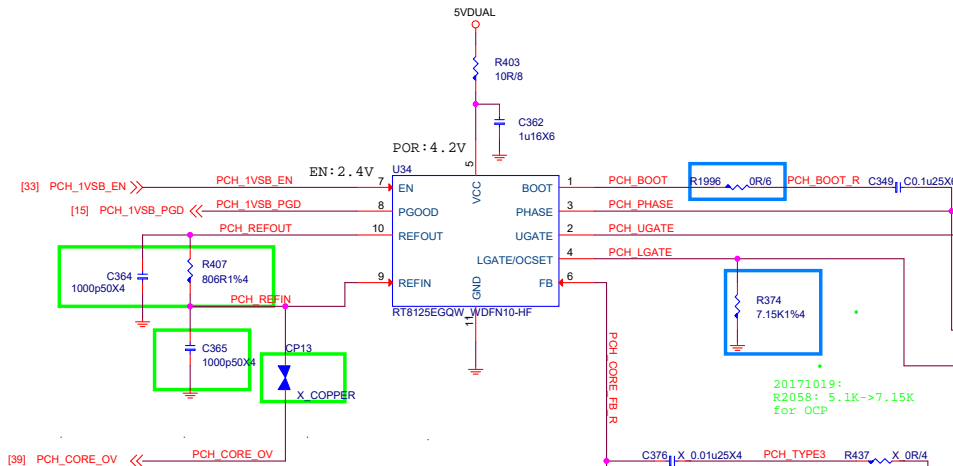 5VDUAL
R403
10R/8
C362
1u16X6
POR:4.2V
EN:2.4V
U34
5
[33] PCH_1VSB_EN
PCH_1VSB_EN
7
EN
VCC
BOOT
1
PCH_BOOT
R1996
0R/6
PCH_BOOT_R
C349
C0.1u25X6
[15] PCH_1VSB_PGD
PCH_1VSB_PGD
8
PGOOD
PHASE
3
PCH_PHASE
PCH_REFOUT
10
REFOUT
UGATE
2
PCH_UGATE
LGATE/OCSET
4
PCH_LGATE
C364
1000p50X4
R407
806R1%4
9
REFIN
GND
FB
6
PCH_REFIN
RT8125EGQW_WDFN10-HF
11
R374
7.15K1%4
C365
1000p50X4
CP13
X_COPPER
PCH_CORE_FB_R
20171019:
R2058: 5.1K->7.15K
for OCP
[39] PCH_CORE_OV
PCH_CORE_OV
C376
X_0.01u25X4
PCH_TYPE3
R437
X_0R/4